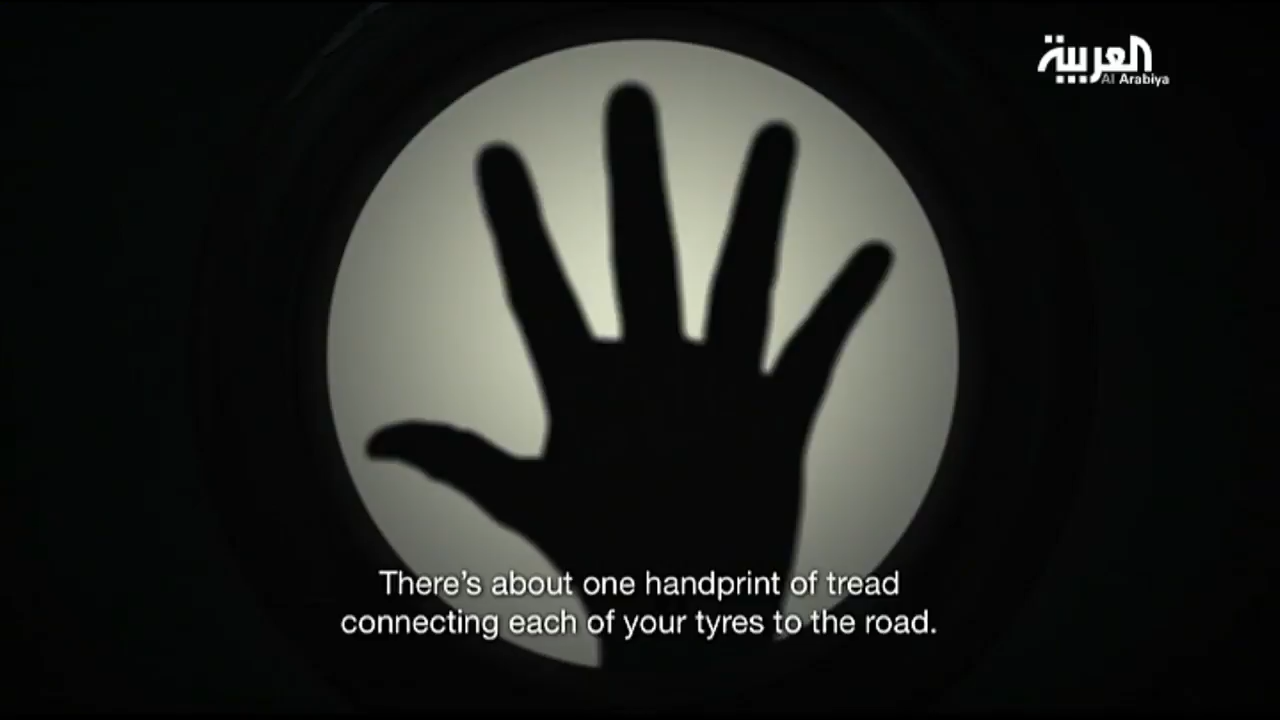 العربية
Al Arabiya
There's about one handprint of tread
connecting each of your tyres to the road.